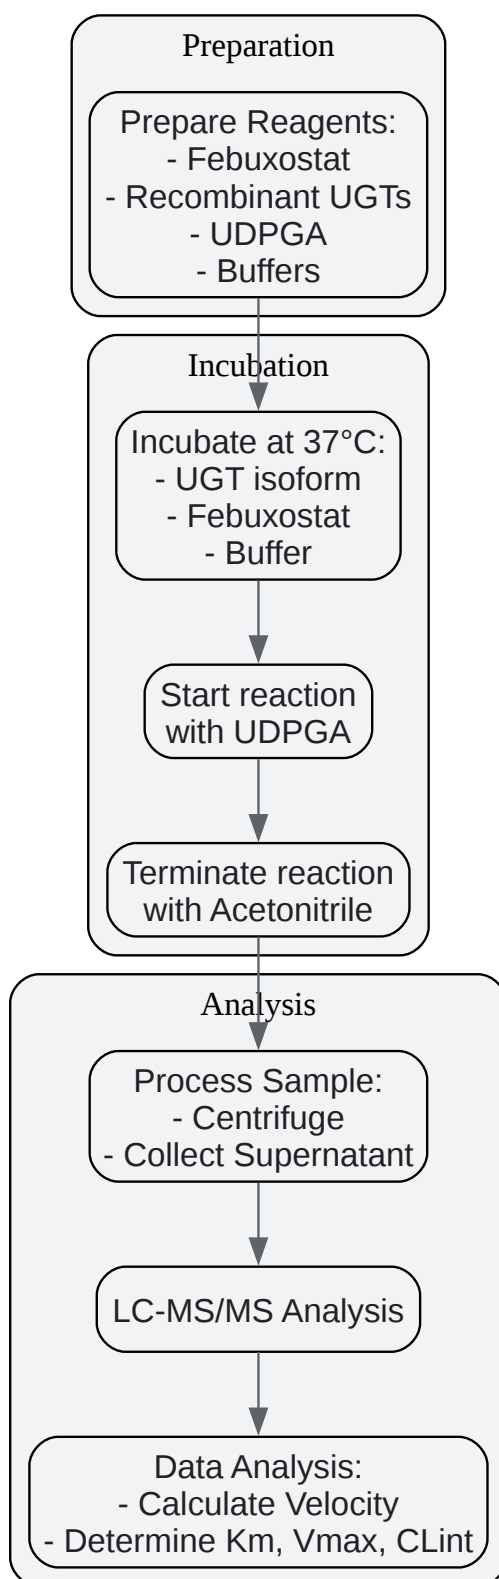 Preparation
Prepare Reagents:
- Febuxostat
- Recombinant UGTs
- UDPGA
- Buffers
Incubation
Incubate at 37°C:
- UGT isoform
- Febuxostat
- Buffer
Start reaction
with UDPGA
Terminate reaction
with Acetonitrile
Analysis
Process Sample:
- Centrifuge
- Collect Supernatant
LC-MS/MS Analysis
Data Analysis:
- Calculate Velocity
- Determine Km, Vmax, CLint